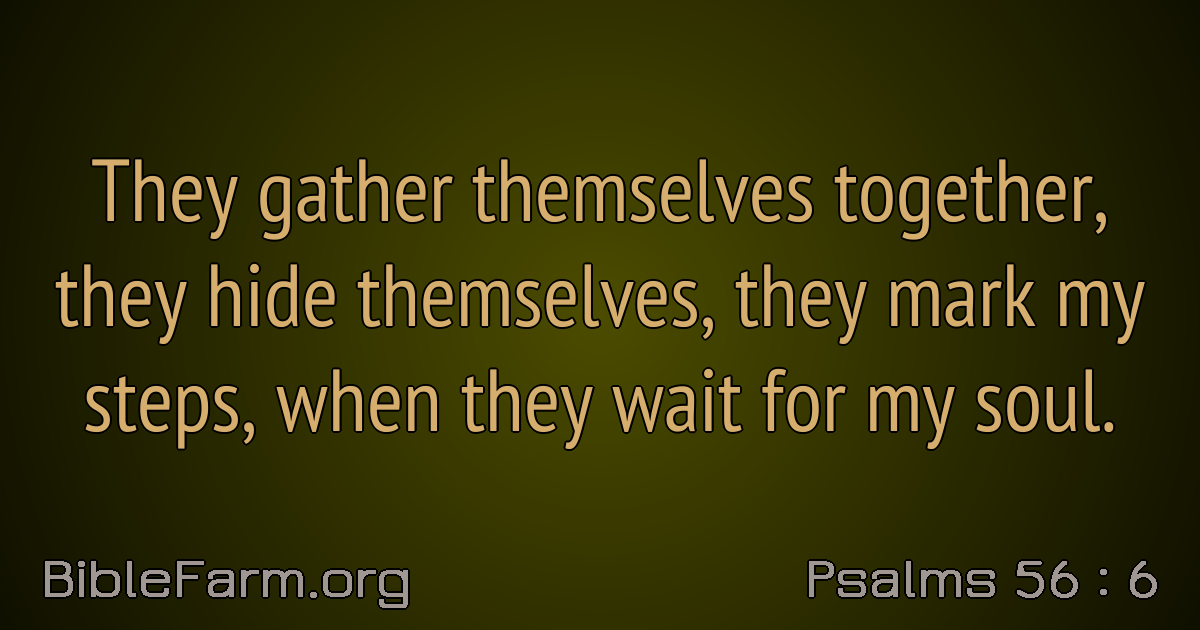 They gather themselves together,
they hide themselves, they mark my
steps, when they wait for my soul.
BibleFarm.org
Psalms 56 : 6